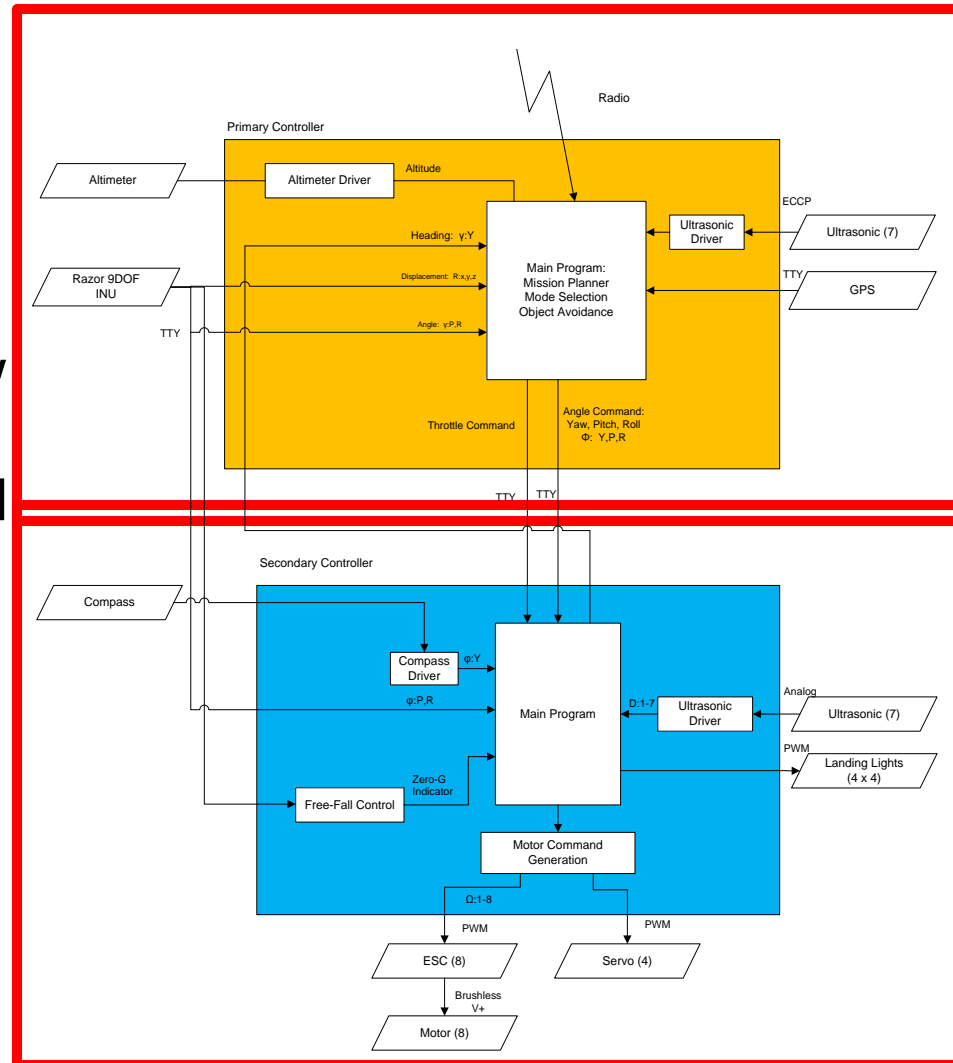 Radio
Primary Controller
Altimeter
Altimeter Driver
Altitude
ECCP
Ultrasonic
Driver
Ultrasonic (7)
Heading:  γ:Y
Razor 9DOF
INU
Displacement:  R:x,y,z
Main Program:
Mission Planner
Mode Selection
Object Avoidance
TTY
GPS
TTY
Angle:  γ:P,R
Throttle Command
Angle Command:
Yaw, Pitch, Roll
Φ:  Y,P,R
TTY
TTY
Secondary Controller
Compass
Compass
Driver
φ:Y
φ:P,R
Main Program
D:1-7
Ultrasonic
Driver
Analog
Ultrasonic (7)
PWM
Landing Lights
(4 x 4)
Zero-G
Indicator
Free-Fall Control
Motor Command
Generation
Ω:1-8
PWM
PWM
ESC (8)
Servo (4)
Brushless
V+
Motor (8)